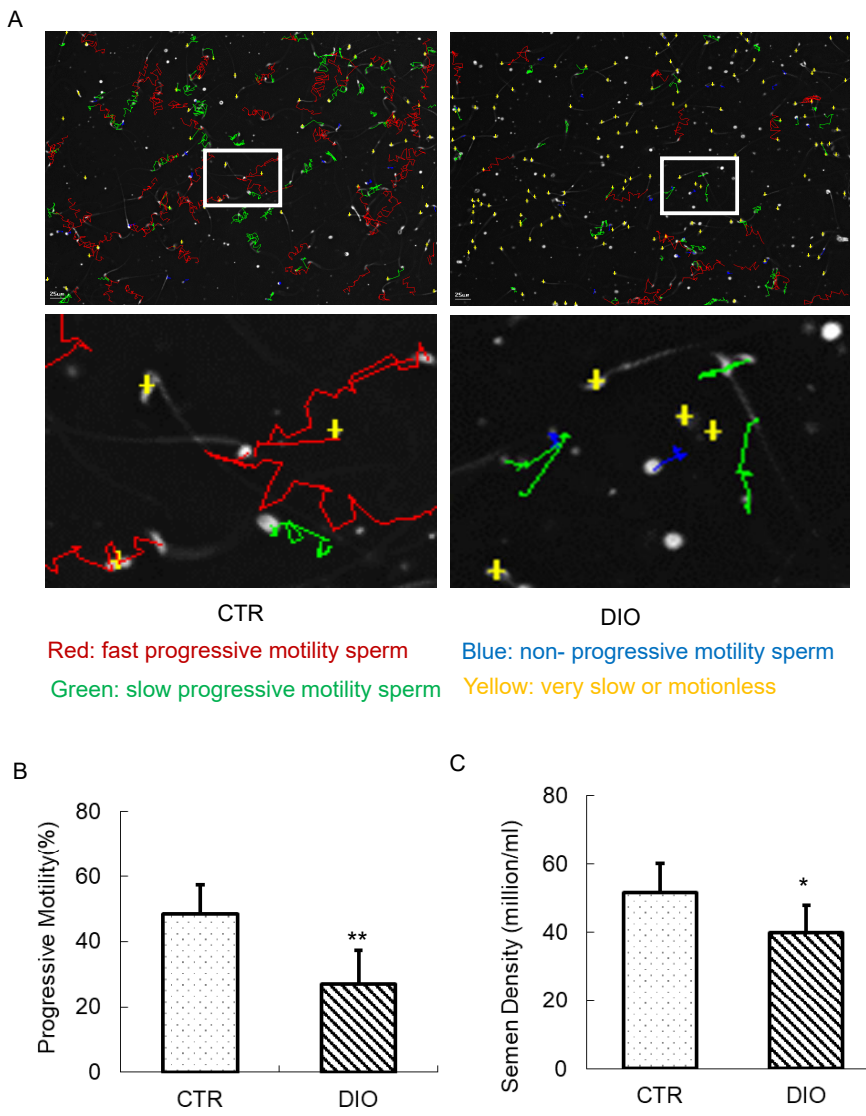 A
25um
25um
CTR
DIO
Red: fast progressive motility sperm
Blue: non- progressive motility sperm
Green: slow progressive motility sperm
Yellow: very slow or motionless
B
C
Progressive Motility(%)
80
60
40
20
0
**
CTR
DIO
Semen Density (million/ml)
80
60
40
20
0
*
CTR
DIO